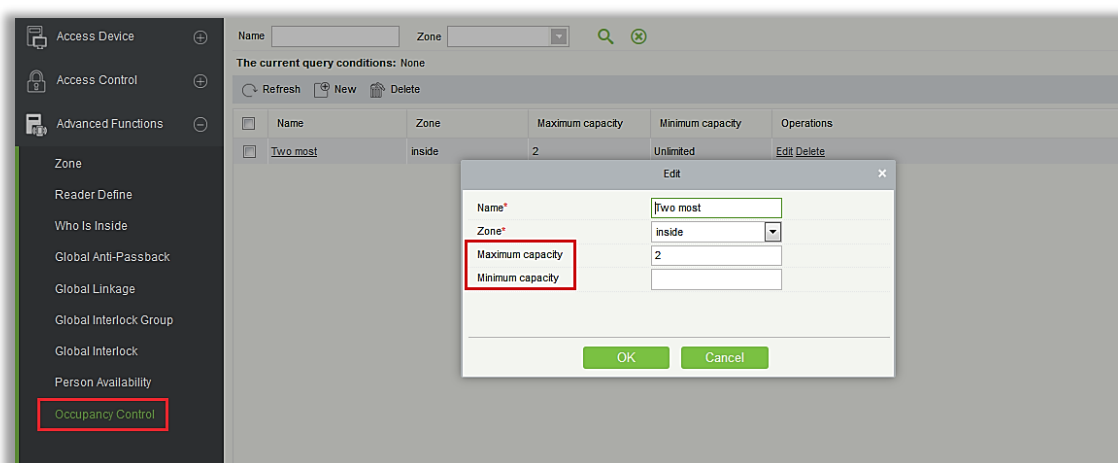 Access Device
Access Control
Advanced Functions
Zone
Reader Define
Who Is Inside
Global Anti-Passback
Global Linkage
Global Interlock Group
Global Interlock
Person Availability
Occupancy Control
Name Zone
The current query conditions: None
Refresh New Delete
Name Zone Maximum capacity Minimum capacity Operations
Two most inside 2 Unlimited Edit Delete
Edit ×
Name* Two most
Zone* inside
Maximum capacity 2
Minimum capacity
OK Cancel